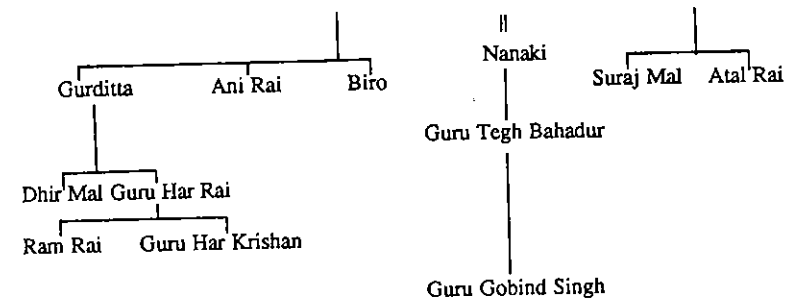 Nanaki
Gurditta Ani Rai Biro
Suraj Mal Atal Rai
Guru Tegh Bahadur
Dhir Mal Guru Har Rai
Ram Rai Guru Har Krishan
Guru Gobind Singh